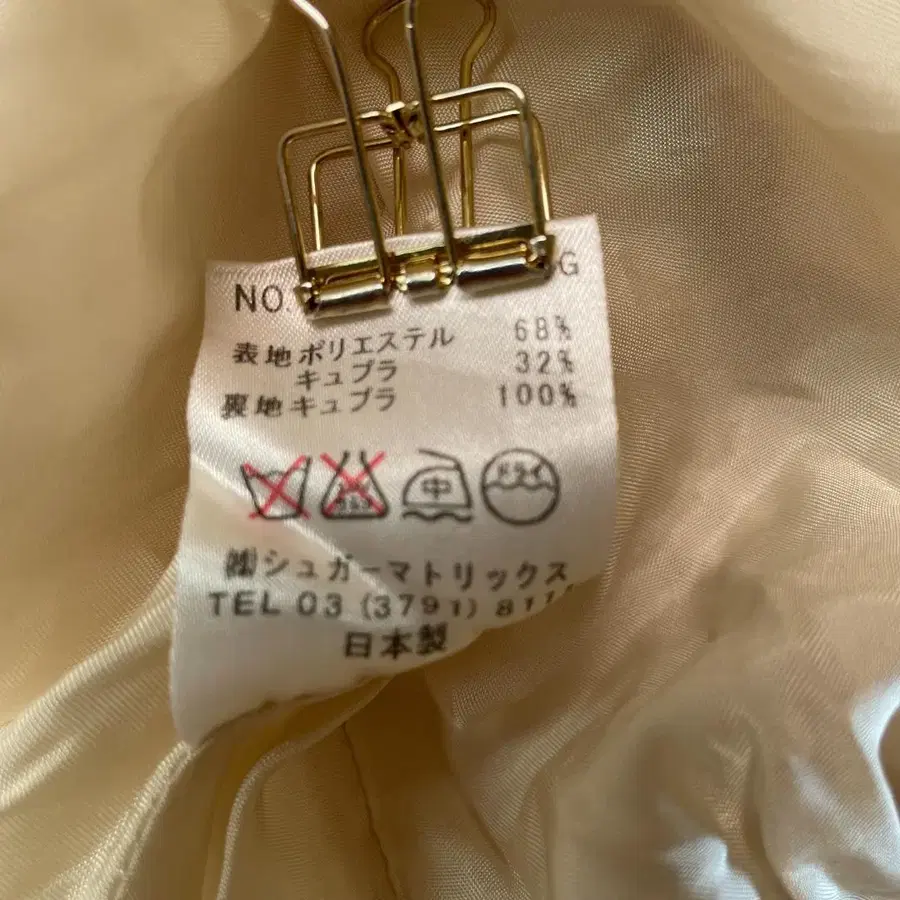 NO. G
表地ポリエステル 68%
キュプラ 32%
裏地キュプラ 100%
中 ドライ
㈱シュガーマトリックス
TEL 03 (3791) 811
日本製